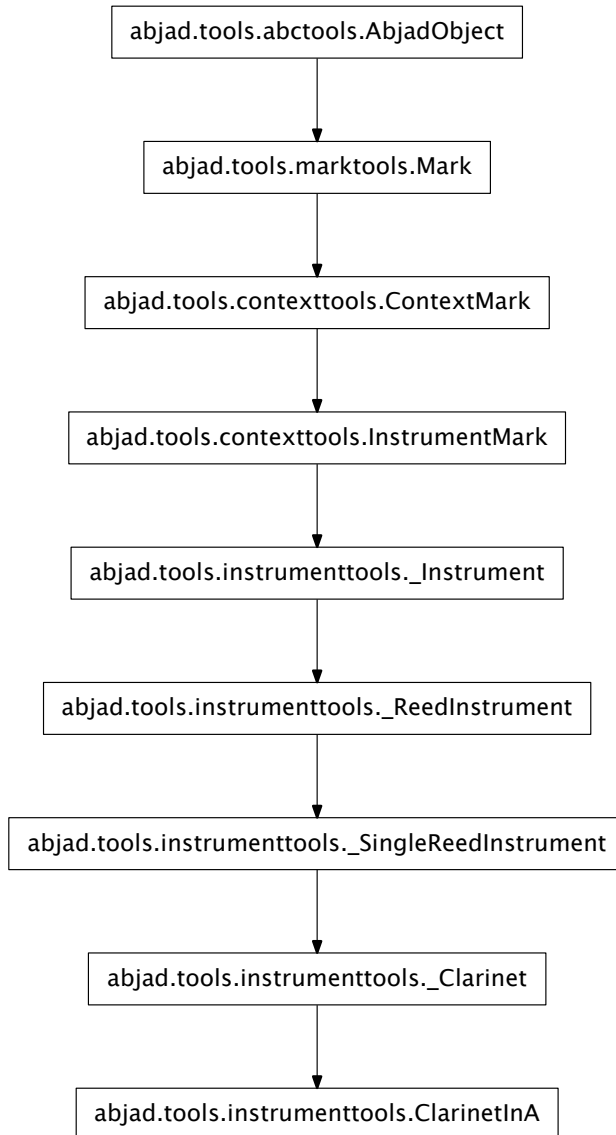 abjad.tools.abctools.AbjadObject
abjad.tools.marktools.Mark
abjad.tools.contexttools.ContextMark
abjad.tools.contexttools.InstrumentMark
abjad.tools.instrumenttools._Instrument
abjad.tools.instrumenttools._ReedInstrument
abjad.tools.instrumenttools._SingleReedInstrument
abjad.tools.instrumenttools._Clarinet
abjad.tools.instrumenttools.ClarinetInA